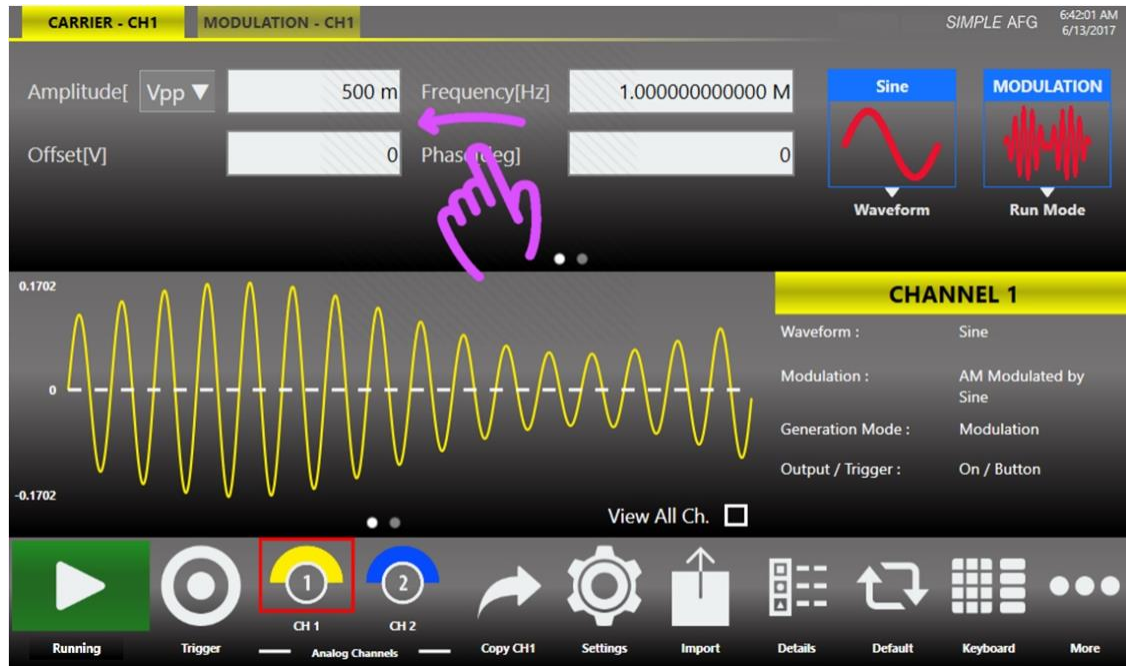 CARRIER - CH1
MODULATION - CH1
SIMPLE AFG
6:42:01 AM
6/13/2017
Amplitude[
Vpp ▼
500 m
Frequency[Hz]
1.000000000000 M
Sine
MODULATION
Offset[V]
0
Phase[deg]
0
Waveform
Run Mode
0.1702
0
-0.1702
View All Ch.
CHANNEL 1
Waveform :
Sine
Modulation :
AM Modulated by
Sine
Generation Mode :
Modulation
Output / Trigger :
On / Button
1
2
CH 1
CH 2
Running
Trigger
Analog Channels
Copy CH1
Settings
Import
Details
Default
Keyboard
More